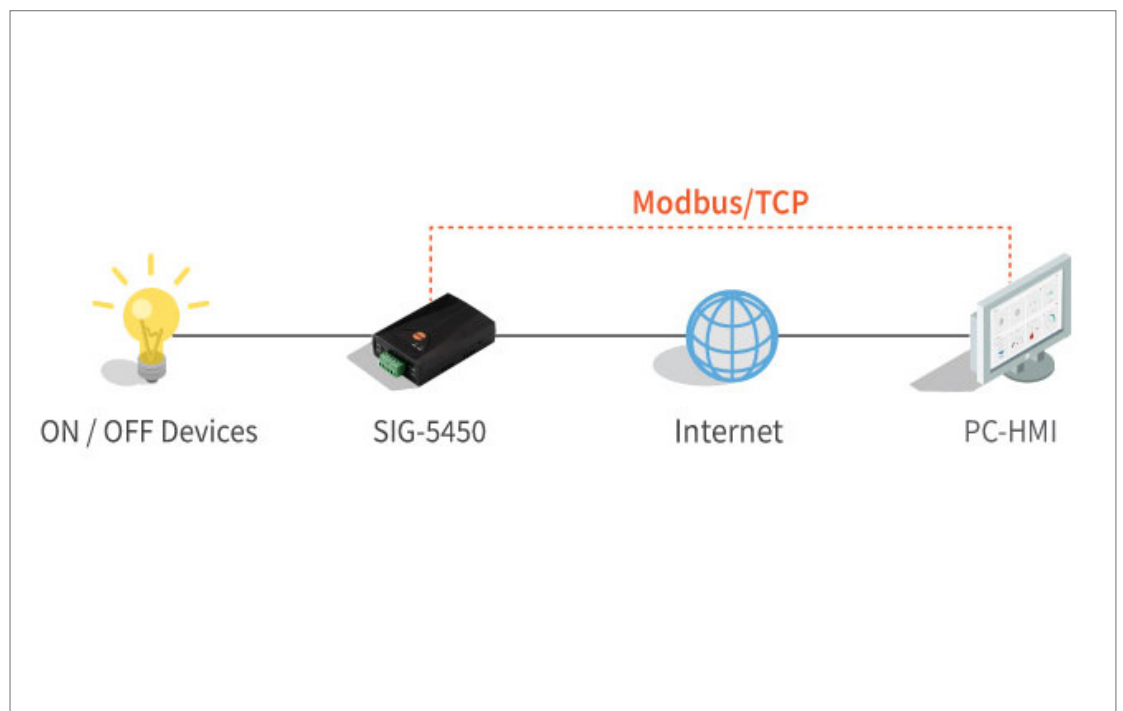 Modbus/TCP
ON / OFF Devices
SIG-5450
Internet
PC-HMI